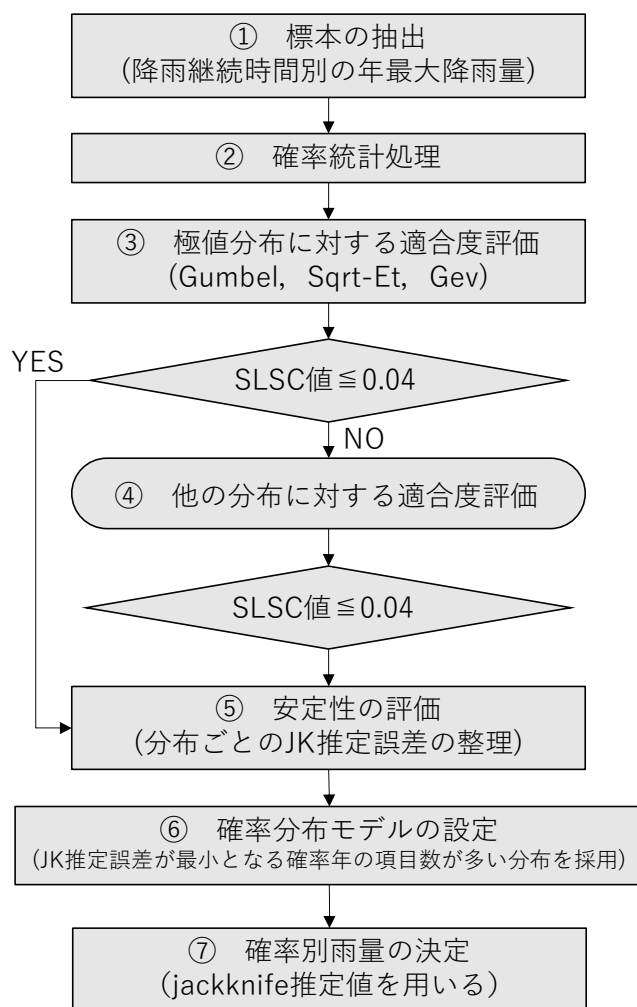 ① 標本の抽出
(降雨継続時間別の年最大降雨量)
② 確率統計処理
③ 極値分布に対する適合度評価
(Gumbel, Sqrt-Et, Gev)
YES
SLSC値≦0.04
NO
④ 他の分布に対する適合度評価
SLSC値≦0.04
⑤ 安定性の評価
(分布ごとのJK推定誤差の整理)
⑥ 確率分布モデルの設定
(JK推定誤差が最小となる確率年の項目数が多い分布を採用)
⑦ 確率別雨量の決定
(jackknife推定値を用いる)